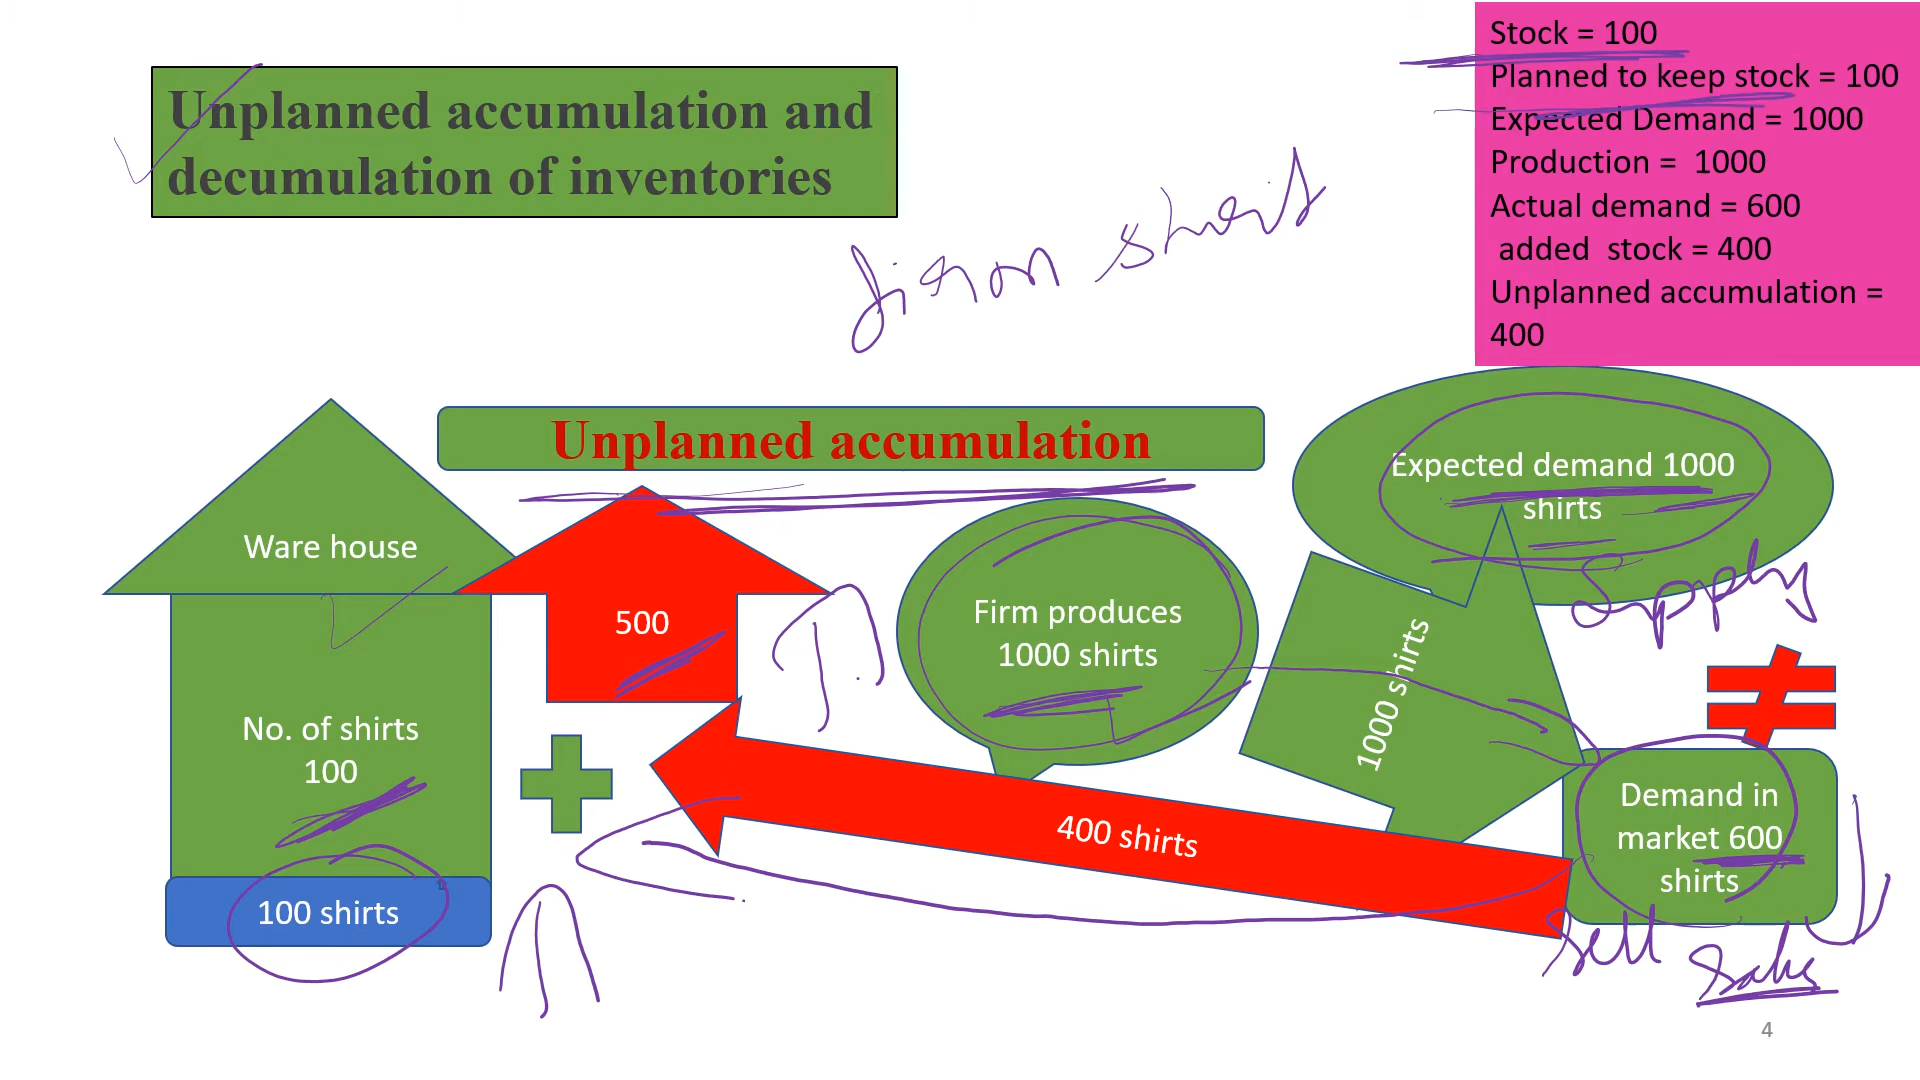 Unplanned accumulation and
decumulation of inventories
Stock = 100
Planned to keep stock = 100
Expected Demand = 1000
Production = 1000
Actual demand = 600
added stock = 400
Unplanned accumulation =
400
shirt
Unplanned accumulation
Expected demand 1000
shirts
Supply
Ware house
500
Firm produces
1000 shirts
1000 shirts
No. of shirts
100
400 shirts
Demand in
market 600
shirts
100 shirts
Sell
Sales
4